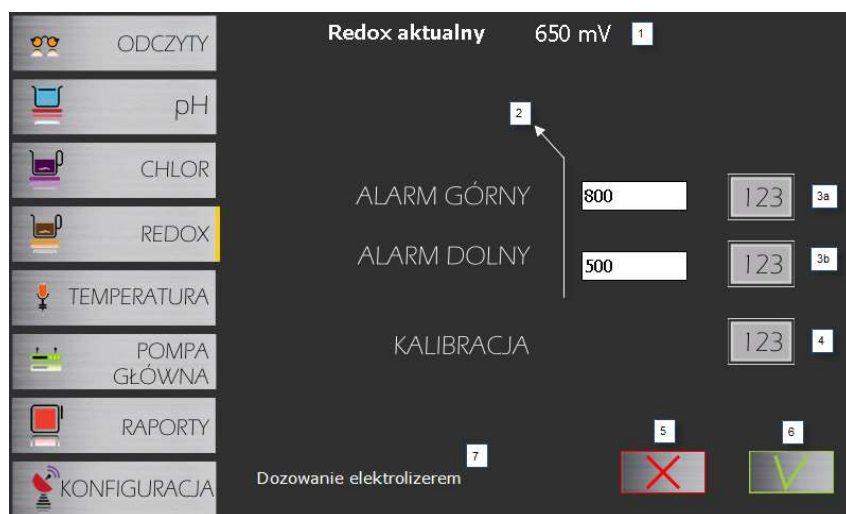 ODCZYTY
pH
CHLOR
REDOX
TEMPERATURA
POMPA
GŁÓWNA
RAPORTY
KONFIGURACJA
Redox aktualny 650 mV 1
2
ALARM GÓRNY 800 123 3a
ALARM DOLNY 500 123 3b
KALIBRACJA 123 4
5 6
7
Dozowanie elektrolizerem